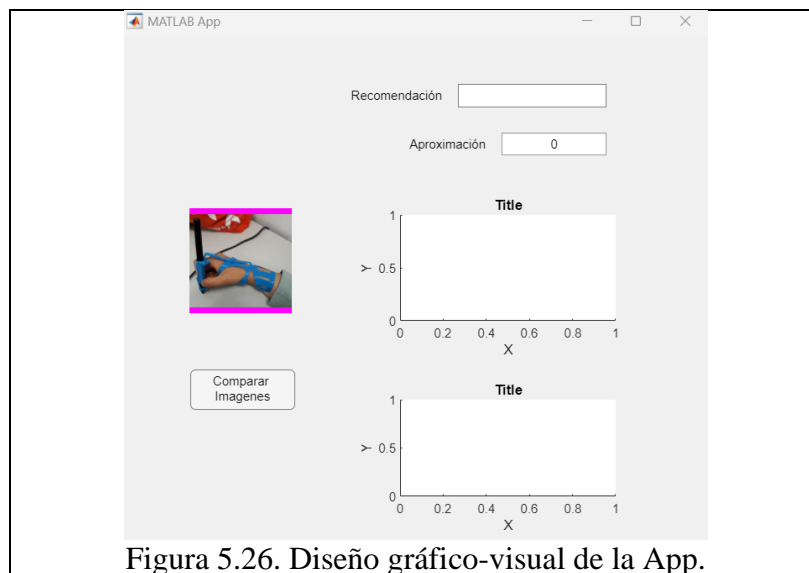 MATLAB App
Recomendación
Aproximación 0
Title
1
0.5
0
Y
0 0.2 0.4 0.6 0.8 1
X
Comparar
Imagenes
Title
1
0.5
0
Y
0 0.2 0.4 0.6 0.8 1
X
Figura 5.26. Diseño gráfico-visual de la App.